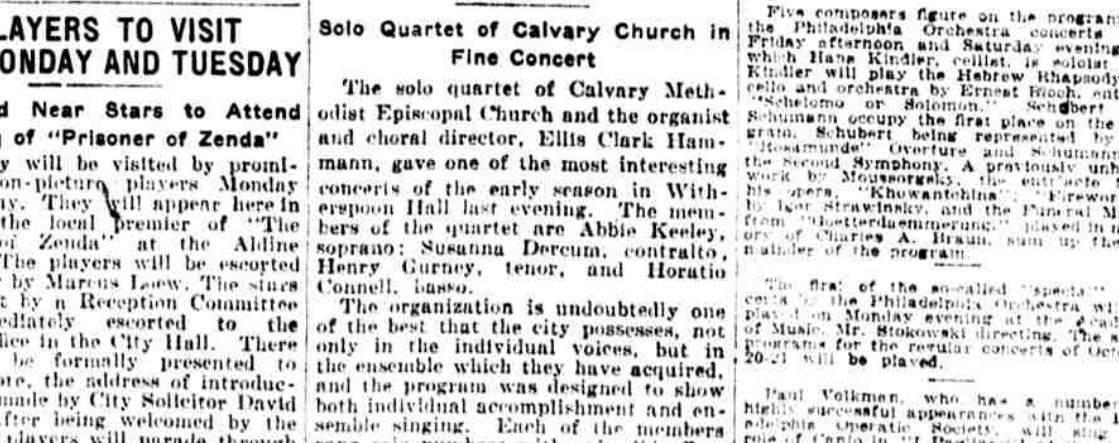 LAYERS TO VISIT
ONDAY AND TUESDAY
d Near Stars to Attend
of "Prisoner of Zenda"
y will be visited by promi-
on-picture players Monday
ay. They will appear here in
the local premier of "The
of Zenda" at the Aldine
The players will be escorted
by Marcus Loew. The stars
t by a Reception Committee
ediately escorted to the
fice in the City Hall. There
be formally presented to
ore, the address of introduc-
made by City Solicitor David
fter being welcomed by the
players will parade through
Solo Quartet of Calvary Church in
Fine Concert
The solo quartet of Calvary Meth-
odist Episcopal Church and the organist
and choral director, Ellis Clark Ham-
mann, gave one of the most interesting
concerts of the early season in With-
erspoon Hall last evening. The mem-
bers of the quartet are Abbie Keeley,
soprano; Susanna Dercum, contralto,
Henry Gurney, tenor, and Horatio
Connell, basso.
The organization is undoubtedly one
of the best that the city possesses, not
only in the individual voices, but in
the ensemble which they have acquired,
and the program was designed to show
both individual accomplishment and en-
semble singing. Each of the members
Five composers figure on the program
the Philadelphia Orchestra concerts
Friday afternoon and Saturday evening
which Hans Kindler, cellist, is soloist.
Kindler will play the Hebrew Rhapsody
cello and orchestra by Ernest Bloch, ent
"Schelomo or Solomon." Schubert
Schumann occupy the first place on the
gram, Schubert being represented by
"Rosamunde" Overture and Schumann
the Second Symphony. A previously unh
work by Moussorgsky, the entr'acte
his opera, "Khowantchina"; "Firewor
by Igor Strawinsky, and the Funeral M
from "Goetterdaemmerung," played in
ory of Charles A. Braun, sum up the
mainder of the program.
The first of the so-called "specia"
certs by the Philadelphia Orchestra wi
played on Monday evening at the Acad
of Music, Mr. Stokowski directing. The
programs for the regular concerts of Oct
20-21 will be played.
Paul Volkman, who has a number
highly successful appearances with the
adelphia Operatic Society, will sing
role of Canio in